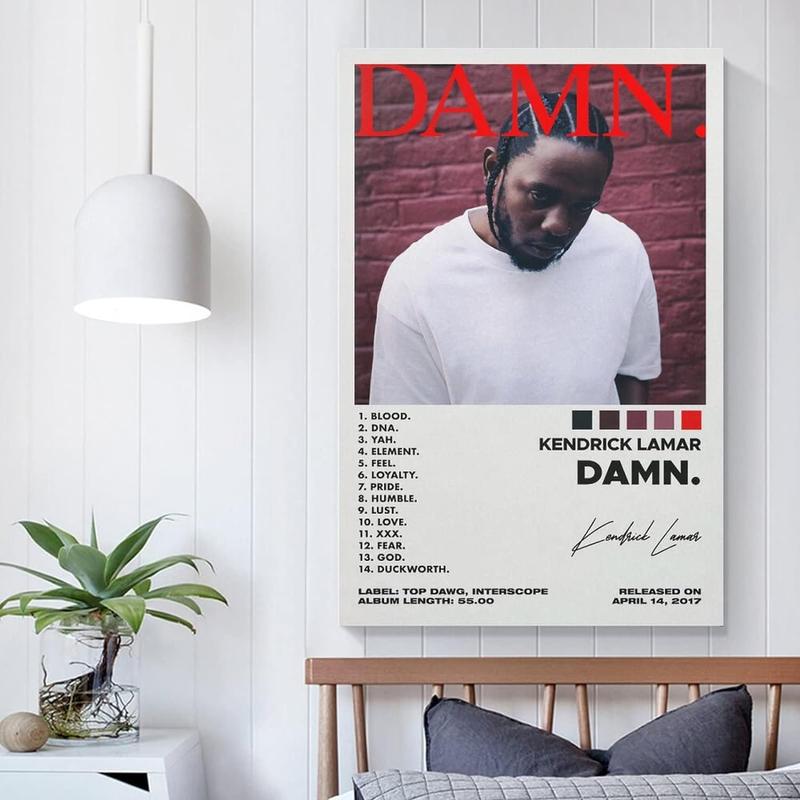 DAMN.
1. BLOOD.
2. DNA.
3. YAH.
4. ELEMENT.
5. FEEL.
6. LOYALTY.
7. PRIDE.
8. HUMBLE.
9. LUST.
10. LOVE.
11. XXX.
12. FEAR.
13. GOD.
14. DUCKWORTH.
KENDRICK LAMAR
DAMN.
Kendrick Lamar
LABEL: TOP DAWG, INTERSCOPE
ALBUM LENGTH: 55.00
RELEASED ON
APRIL 14, 2017